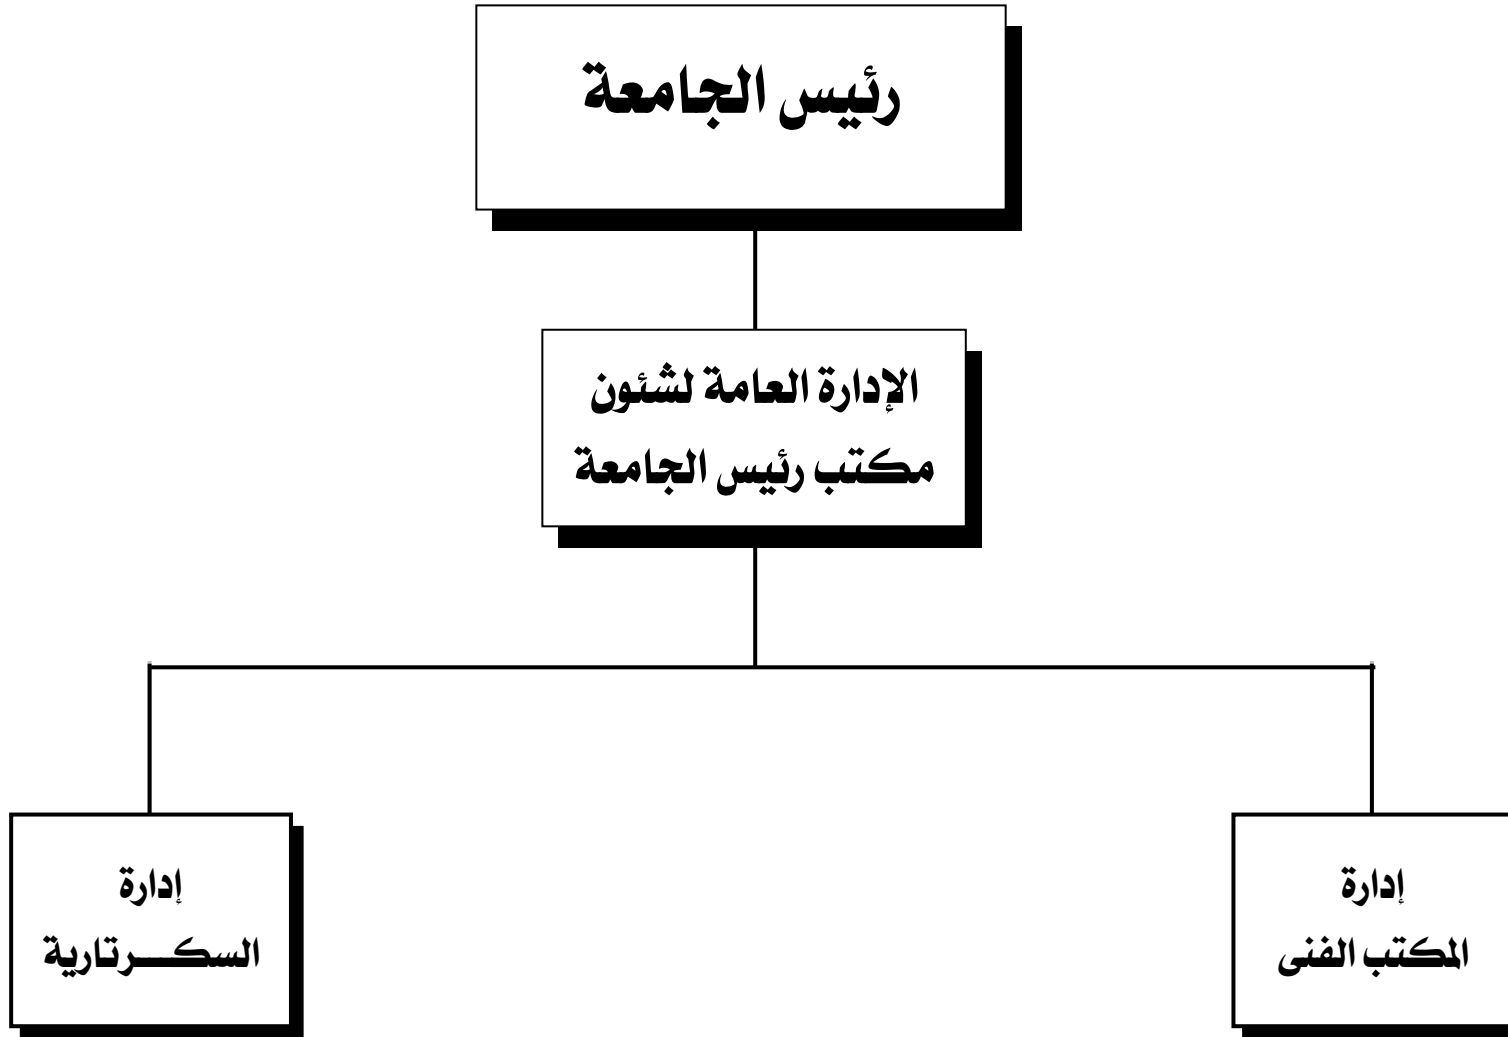 رئيس الجامعة
الإدارة العامة لشئون
مكتب رئيس الجامعة
إدارة
المكتب الفنى
إدارة
السكـــرتارية